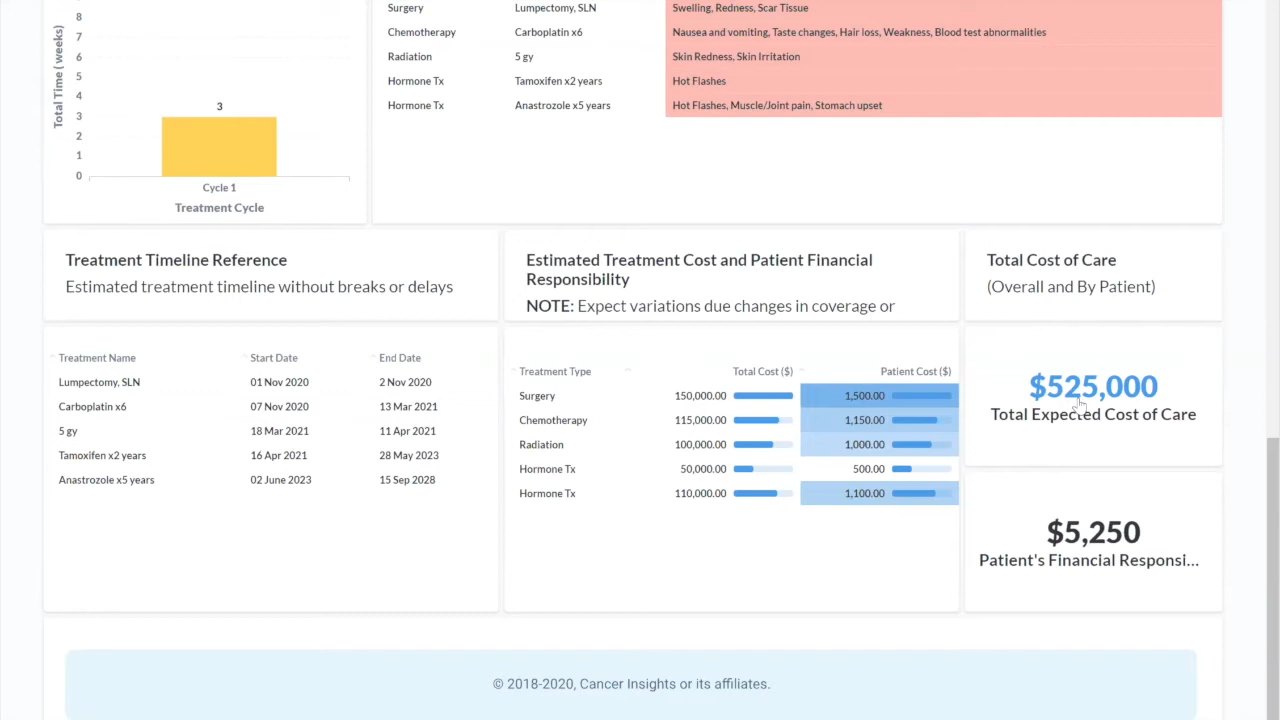 8
7
6
5
4
3
2
1
0
Total Time ( weeks)
3
Cycle 1
Treatment Cycle
Surgery Lumpectomy, SLN Swelling, Redness, Scar Tissue
Chemotherapy Carboplatin x6 Nausea and vomiting, Taste changes, Hair loss, Weakness, Blood test abnormalities
Radiation 5 gy Skin Redness, Skin Irritation
Hormone Tx Tamoxifen x2 years Hot Flashes
Hormone Tx Anastrozole x5 years Hot Flashes, Muscle/Joint pain, Stomach upset
Treatment Timeline Reference
Estimated treatment timeline without breaks or delays
Treatment Name Start Date End Date
Lumpectomy, SLN 01 Nov 2020 2 Nov 2020
Carboplatin x6 07 Nov 2020 13 Mar 2021
5 gy 18 Mar 2021 11 Apr 2021
Tamoxifen x2 years 16 Apr 2021 28 May 2023
Anastrozole x5 years 02 June 2023 15 Sep 2028
Estimated Treatment Cost and Patient Financial
Responsibility
NOTE: Expect variations due changes in coverage or
Treatment Type Total Cost ($) Patient Cost ($)
Surgery 150,000.00 1,500.00
Chemotherapy 115,000.00 1,150.00
Radiation 100,000.00 1,000.00
Hormone Tx 50,000.00 500.00
Hormone Tx 110,000.00 1,100.00
Total Cost of Care
(Overall and By Patient)
$525,000
Total Expected Cost of Care
$5,250
Patient's Financial Responsi...
© 2018-2020, Cancer Insights or its affiliates.